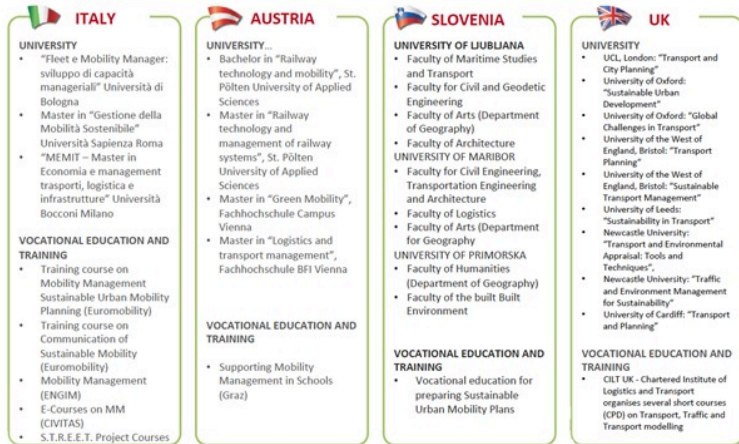 ITALY
UNIVERSITY
• "Fleet e Mobility Manager:
sviluppo di capacità
manageriali" Università di
Bologna
• Master in "Gestione della
Mobilità Sostenibile"
Università Sapienza Roma
• "MEMIT – Master in
Economia e management
trasporti, logistica e
infrastrutture" Università
Bocconi Milano
VOCATIONAL EDUCATION AND
TRAINING
• Training course on
Mobility Management
Sustainable Urban Mobility
Planning (Euromobility)
• Training course on
Communication of
Sustainable Mobility
(Euromobility)
• Mobility Management
(ENGIM)
• E-Courses on MM
(CIVITAS)
• S.T.R.E.E.T. Project Courses
AUSTRIA
UNIVERSITY...
• Bachelor in "Railway
technology and mobility", St.
Pölten University of Applied
Sciences
• Master in "Railway
technology and
management of railway
systems", St. Pölten
University of Applied
Sciences
• Master in "Green Mobility",
Fachhochschule Campus
Vienna
• Master in "Logistics and
transport management",
Fachhochschule BFI Vienna
VOCATIONAL EDUCATION AND
TRAINING
• Supporting Mobility
Management in Schools
(Graz)
SLOVENIA
UNIVERSITY OF LJUBLJANA
• Faculty of Maritime Studies
and Transport
• Faculty for Civil and Geodetic
Engineering
• Faculty of Arts (Department
of Geography)
• Faculty of Architecture
UNIVERSITY OF MARIBOR
• Faculty for Civil Engineering,
Transportation Engineering
and Architecture
• Faculty of Logistics
• Faculty of Arts (Department
for Geography)
UNIVERSITY OF PRIMORSKA
• Faculty of Humanities
(Department of Geography)
• Faculty of the built Built
Environment
VOCATIONAL EDUCATION AND
TRAINING
• Vocational education for
preparing Sustainable
Urban Mobility Plans
UK
UNIVERSITY
• UCL, London: "Transport and
City Planning"
• University of Oxford:
"Sustainable Urban
Development"
• University of Oxford: "Global
Challenges in Transport"
• University of the West of
England, Bristol: "Transport
Planning"
• University of the West of
England, Bristol: "Sustainable
Transport Management"
• University of Leeds:
"Sustainability in Transport"
• Newcastle University:
"Transport and Environmental
Appraisal: Tools and
Techniques",
• Newcastle University: "Traffic
and Environment Management
for Sustainability"
• University of Cardiff: "Transport
and Planning"
VOCATIONAL EDUCATION AND
TRAINING
• CILT UK - Chartered Institute
of Logistics and Transport
organises several short courses
(CPD) on Transport, Traffic and
Transport modelling